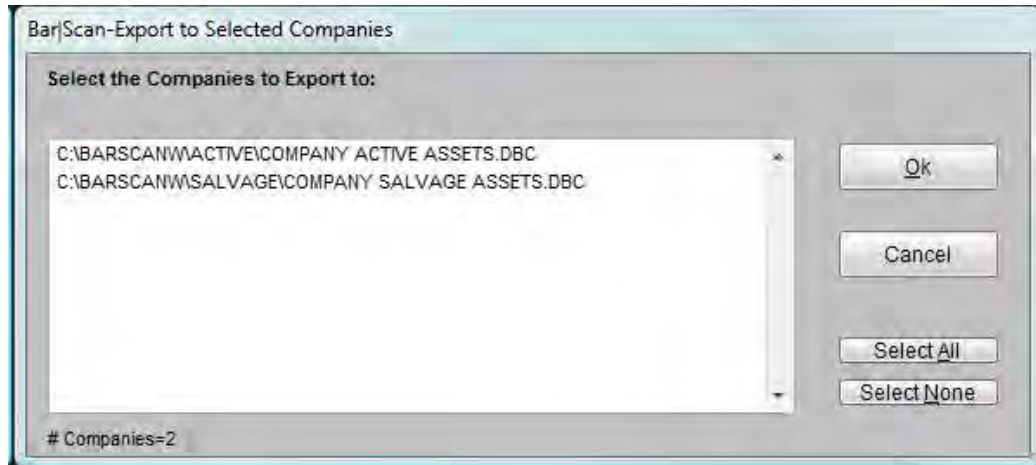 Bar|Scan-Export to Selected Companies
Select the Companies to Export to:
C:\BARSCANW\ACTIVE\COMPANY ACTIVE ASSETS.DBC
C:\BARSCANW\SALVAGE\COMPANY SALVAGE ASSETS.DBC
Ok
Cancel
Select All
Select None
# Companies=2